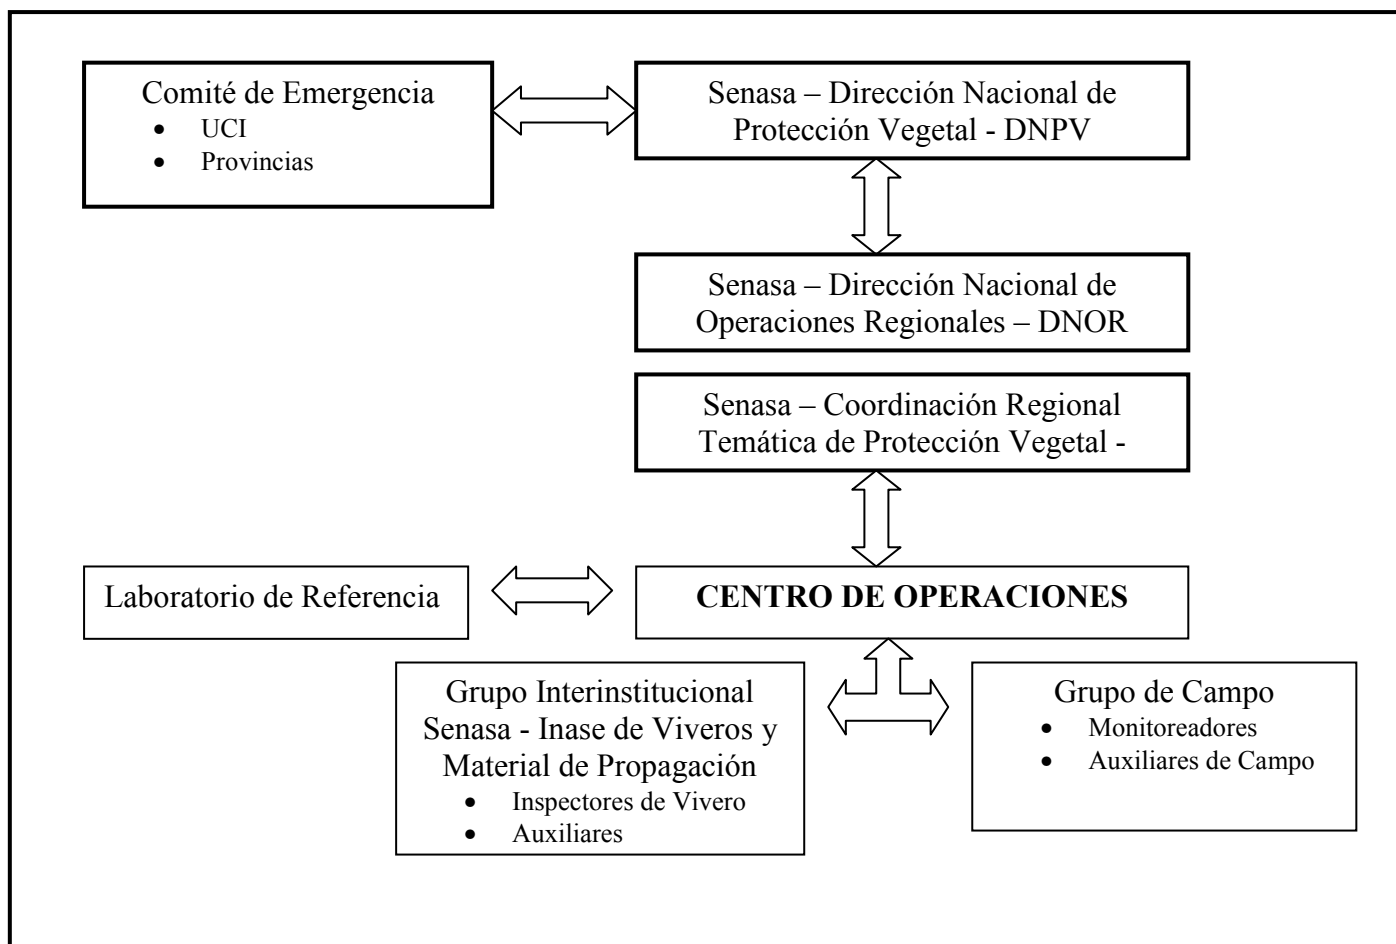 Comité de Emergencia
• UCI
• Provincias
Senasa – Dirección Nacional de
Protección Vegetal - DNPV
Senasa – Dirección Nacional de
Operaciones Regionales – DNOR
Senasa – Coordinación Regional
Temática de Protección Vegetal -
Laboratorio de Referencia
CENTRO DE OPERACIONES
Grupo Interinstitucional
Senasa - Inase de Viveros y
Material de Propagación
• Inspectores de Vivero
• Auxiliares
Grupo de Campo
• Monitoreadores
• Auxiliares de Campo